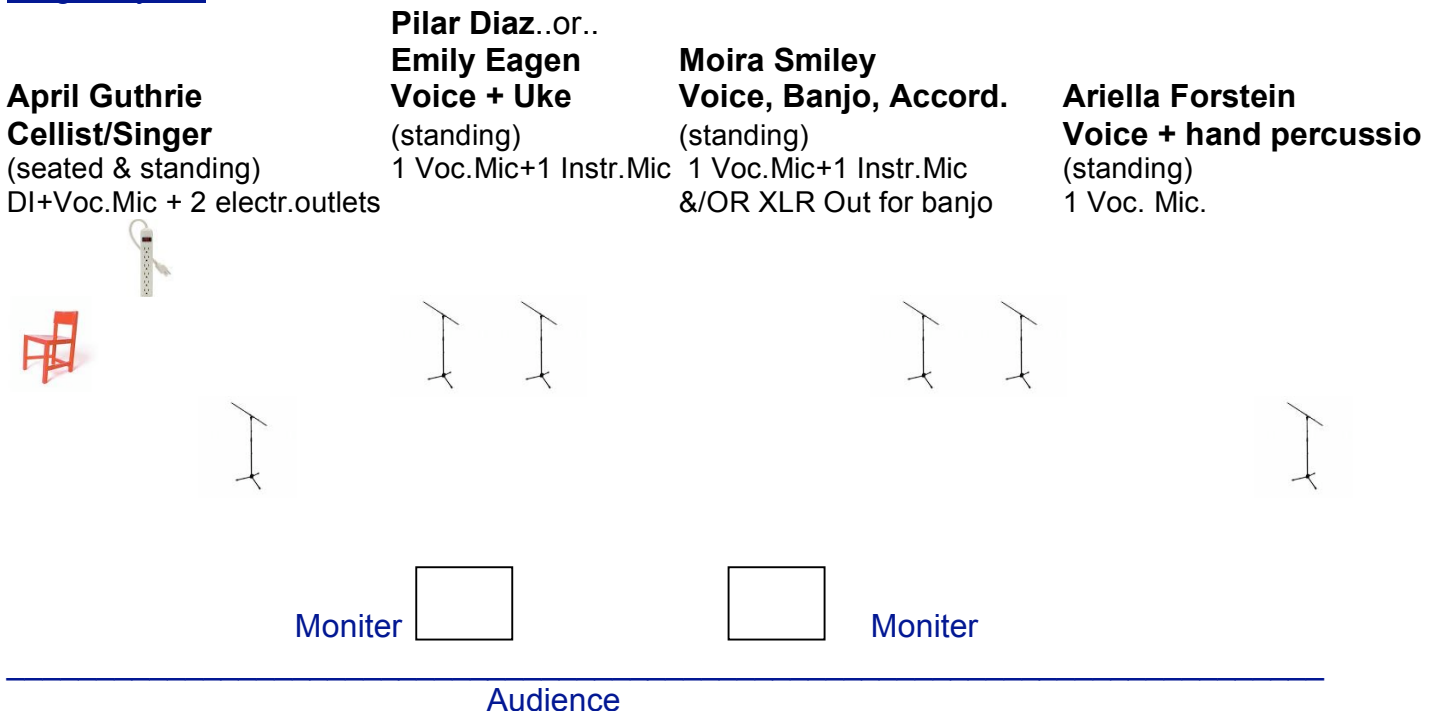 Pilar Diaz..or..
Emily Eagen
Moira Smiley
April Guthrie
Voice + Uke
Voice, Banjo, Accord.
Ariella Forstein
Cellist/Singer
(standing)
(standing)
Voice + hand percussio
(seated & standing)
1 Voc.Mic+1 Instr.Mic
1 Voc.Mic+1 Instr.Mic
(standing)
DI+Voc.Mic + 2 electr.outlets
&/OR XLR Out for banjo
1 Voc. Mic.
Moniter
Moniter
Audience